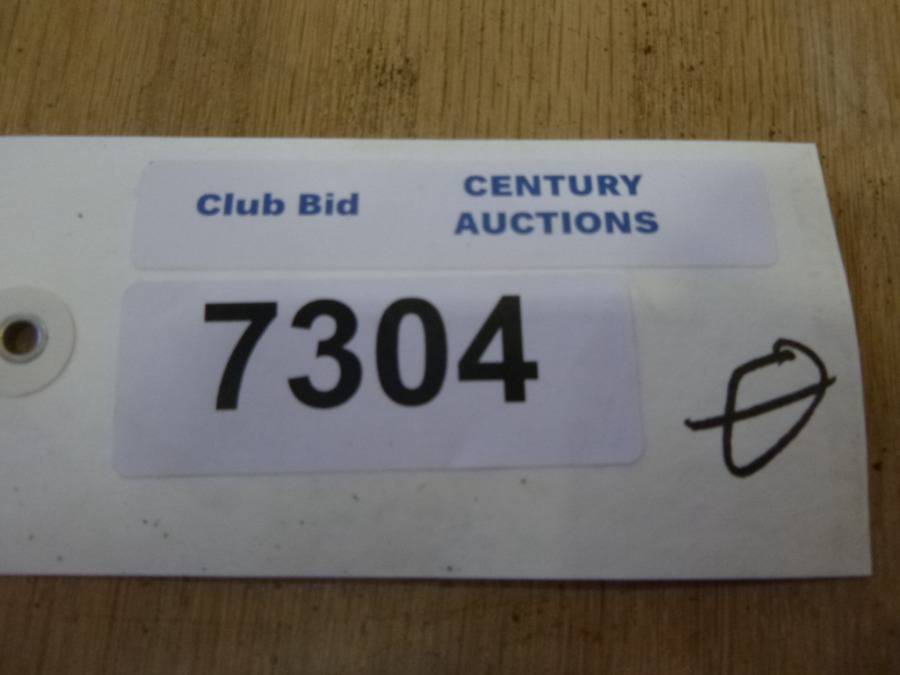 Club Bid
CENTURY
AUCTIONS
7304